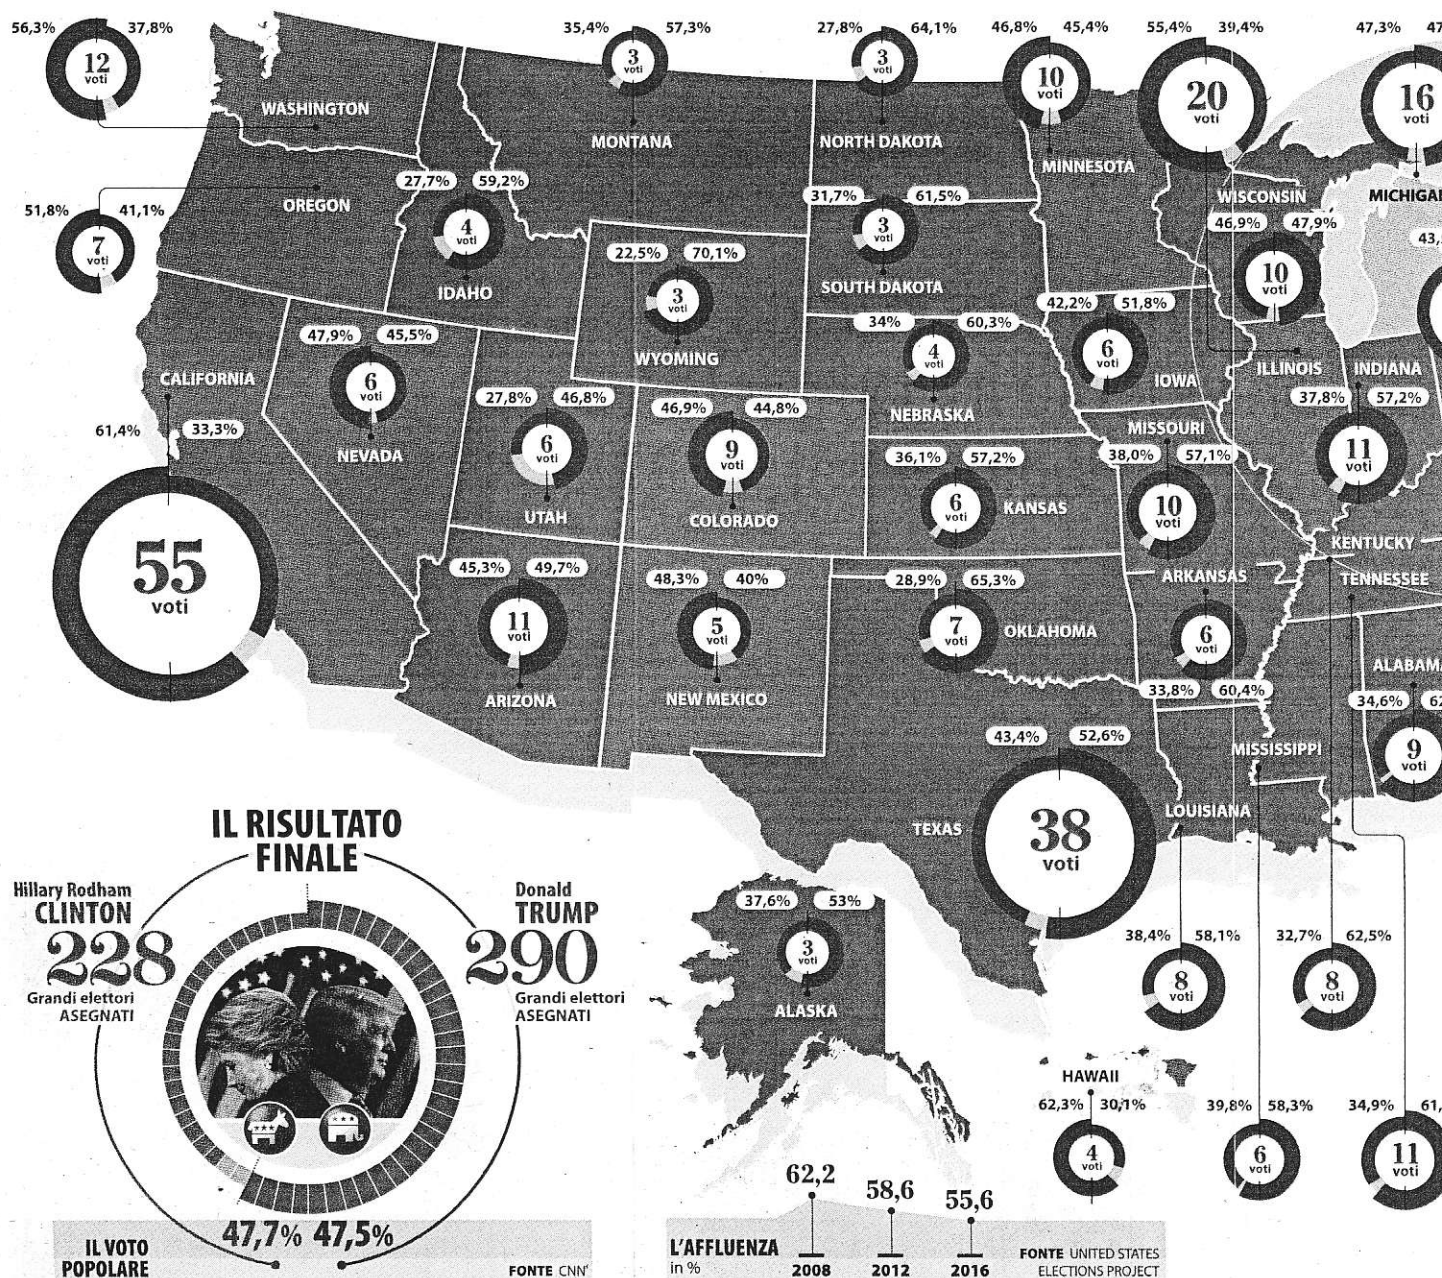 56,3% 37,8%
12
voti
WASHINGTON
35,4% 57,3%
3
voti
MONTANA
27,8% 64,1%
3
voti
NORTH DAKOTA
46,8% 45,4%
10
voti
MINNESOTA
55,4% 39,4%
20
voti
47,3% 47
16
voti
MICHIGA
51,8% 41,1%
7
voti
OREGON
27,7% 59,2%
4
voti
IDAHO
31,7% 61,5%
3
voti
SOUTH DAKOTA
WISCONSIN
46,9% 47,9%
10
voti
43,
22,5% 70,1%
3
voti
WYOMING
47,9% 45,5%
6
voti
NEVADA
34% 60,3%
4
voti
NEBRASKA
42,2% 51,8%
6
voti
IOWA
ILLINOIS
INDIANA
37,8% 57,2%
11
voti
CALIFORNIA
61,4% 33,3%
55
voti
27,8% 46,8%
6
voti
UTAH
46,9% 44,8%
9
voti
COLORADO
36,1% 57,2%
6
voti
KANSAS
MISSOURI
38,0% 57,1%
10
voti
KENTUCKY
TENNESSEE
45,3% 49,7%
11
voti
ARIZONA
48,3% 40%
5
voti
NEW MEXICO
28,9% 65,3%
7
voti
OKLAHOMA
ARKANSAS
6
voti
33,8% 60,4%
ALABAMA
34,6% 62
9
voti
MISSISSIPPI
LOUISIANA
43,4% 52,6%
TEXAS
38
voti
IL RISULTATO
FINALE
Hillary Rodham
CLINTON
228
Grandi elettori
ASEGNATI
Donald
TRUMP
290
Grandi elettori
ASEGNATI
37,6% 53%
3
voti
ALASKA
38,4% 58,1%
8
voti
32,7% 62,5%
8
voti
HAWAII
62,3% 30,1%
4
voti
39,8% 58,3%
6
voti
34,9% 61,
11
voti
47,7% 47,5%
IL VOTO
POPOLARE
FONTE CNN
62,2
58,6
55,6
L'AFFLUENZA
in %
2008 2012 2016
FONTE UNITED STATES
ELECTIONS PROJECT